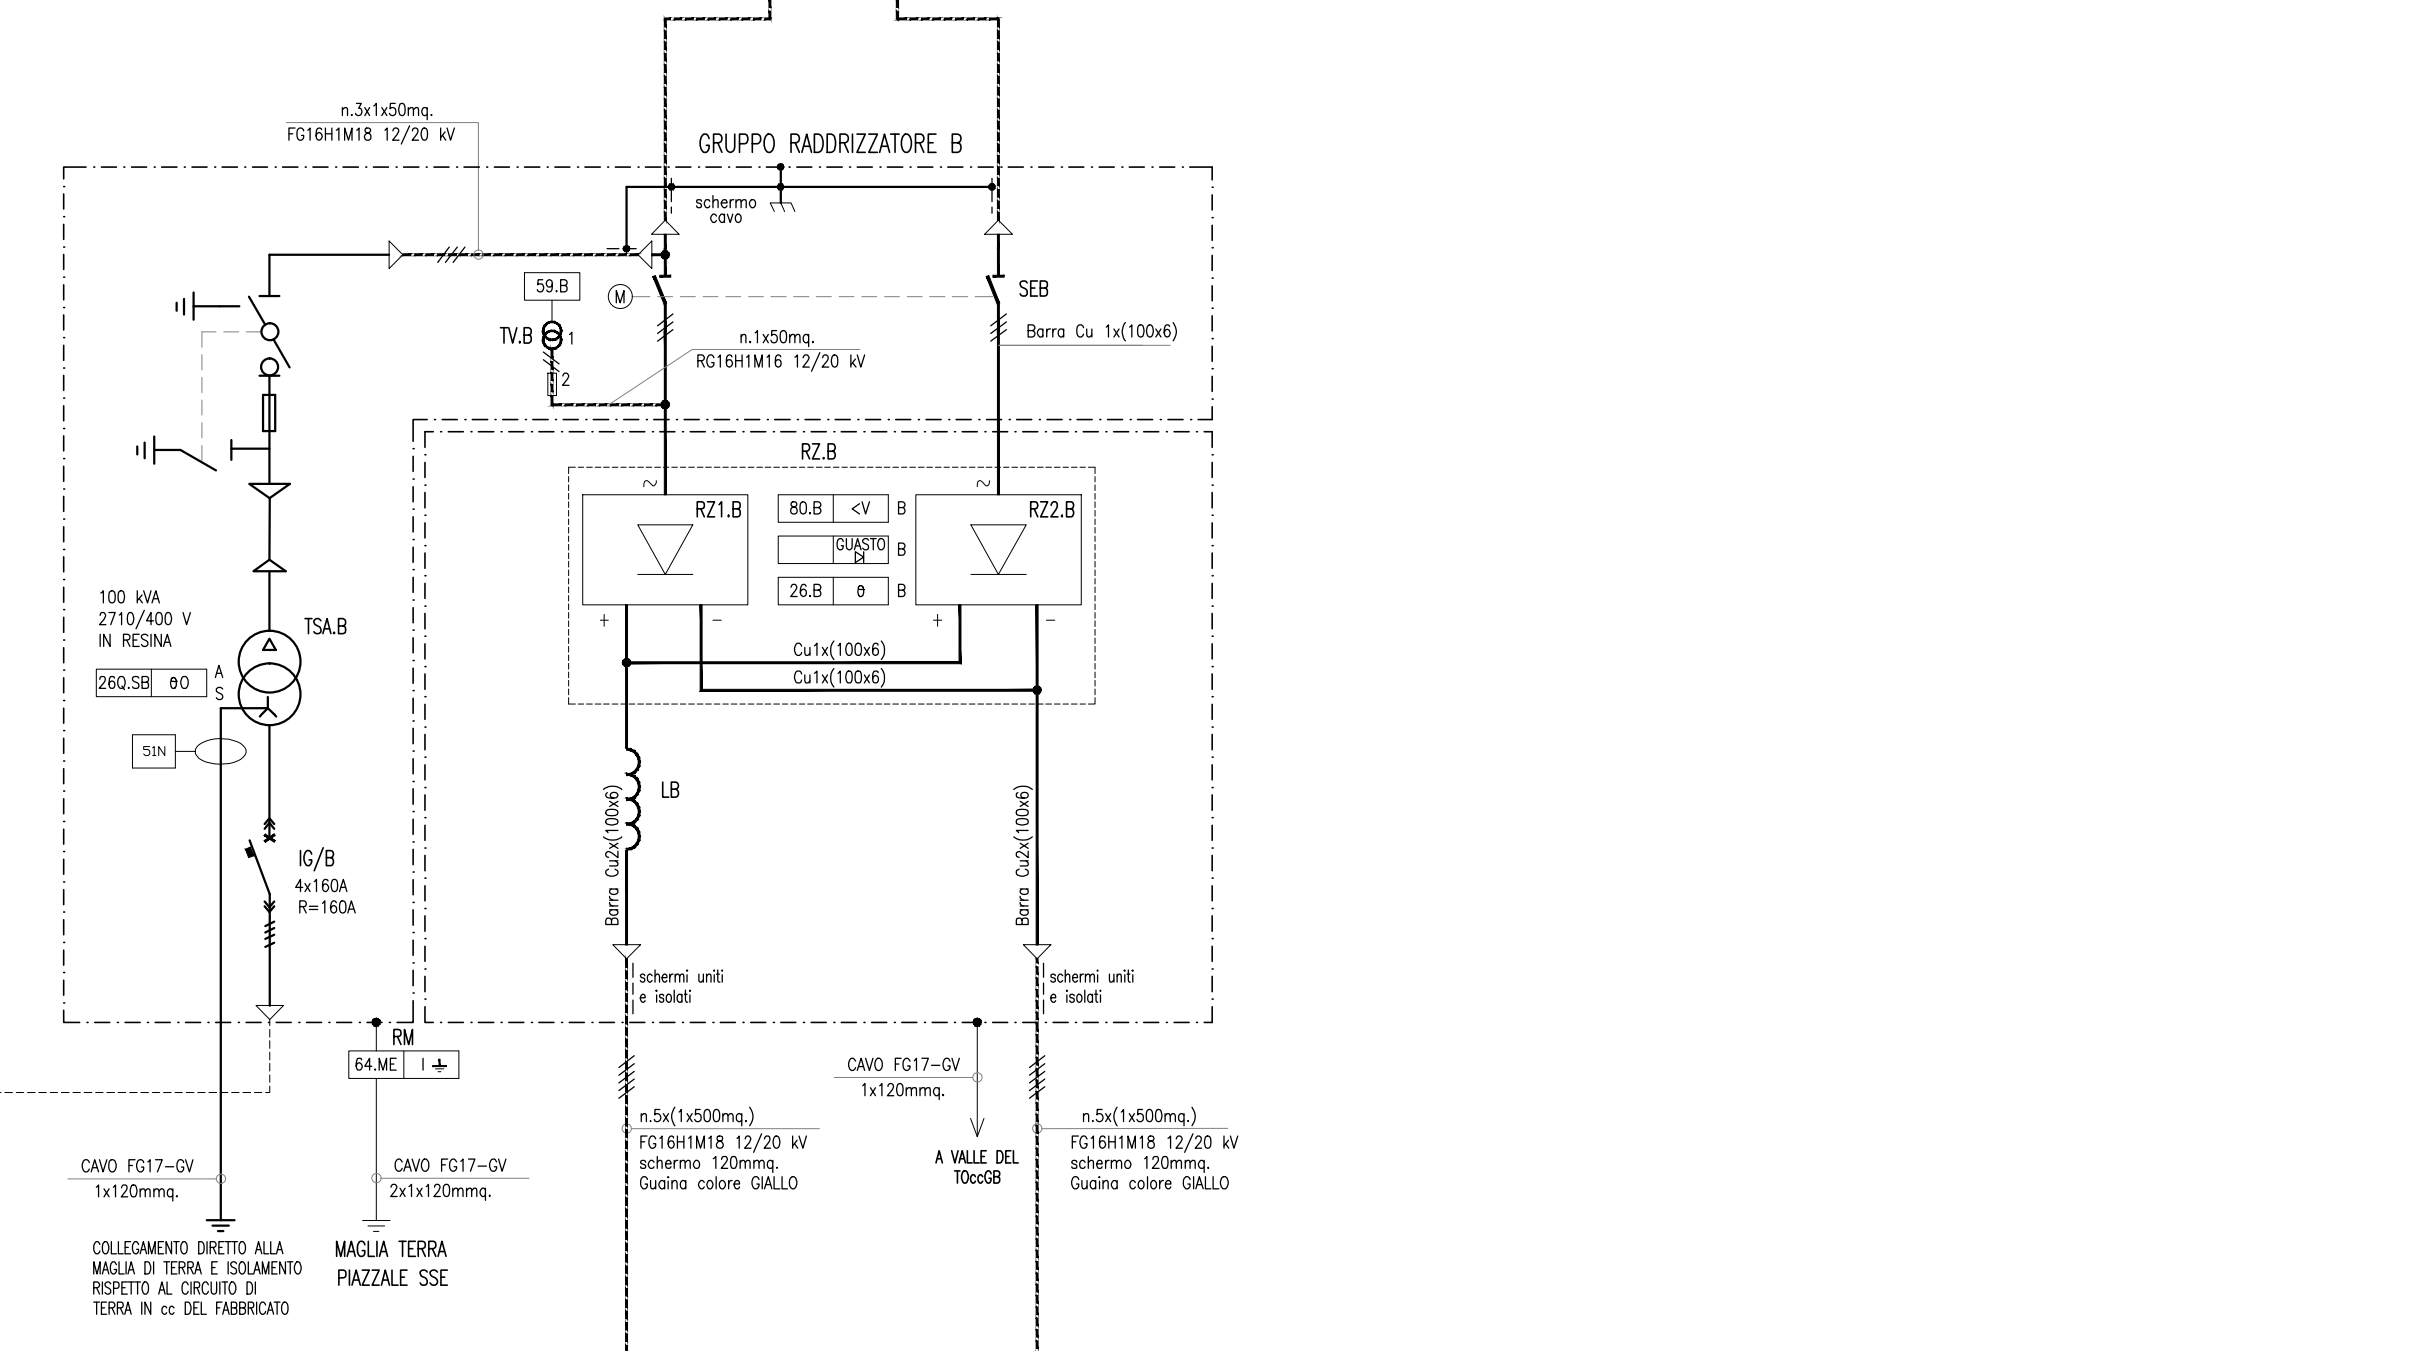 n.3x1x50mq.
FG16H1M18 12/20 kV
GRUPPO RADDRIZZATORE B
schermo
cavo
59.B
M
SEB
TV.B
1
2
n.1x50mq.
RG16H1M16 12/20 kV
Barra Cu 1x(100x6)
RZ.B
~
~
RZ1.B
80.B <V B
GUASTO B
26.B θ B
RZ2.B
+
−
+
−
Cu1x(100x6)
Cu1x(100x6)
100 kVA
2710/400 V
IN RESINA
TSA.B
26Q.SB θO
A
S
51N
LB
Barra Cu2x(100x6)
Barra Cu2x(100x6)
IG/B
4x160A
R=160A
schermi uniti
e isolati
schermi uniti
e isolati
RM
64.ME I
CAVO FG17-GV
1x120mmq.
n.5x(1x500mq.)
FG16H1M18 12/20 kV
schermo 120mmq.
Guaina colore GIALLO
A VALLE DEL
TOccGB
n.5x(1x500mq.)
FG16H1M18 12/20 kV
schermo 120mmq.
Guaina colore GIALLO
CAVO FG17-GV
1x120mmq.
CAVO FG17-GV
2x1x120mmq.
COLLEGAMENTO DIRETTO ALLA
MAGLIA DI TERRA E ISOLAMENTO
RISPETTO AL CIRCUITO DI
TERRA IN cc DEL FABBRICATO
MAGLIA TERRA
PIAZZALE SSE